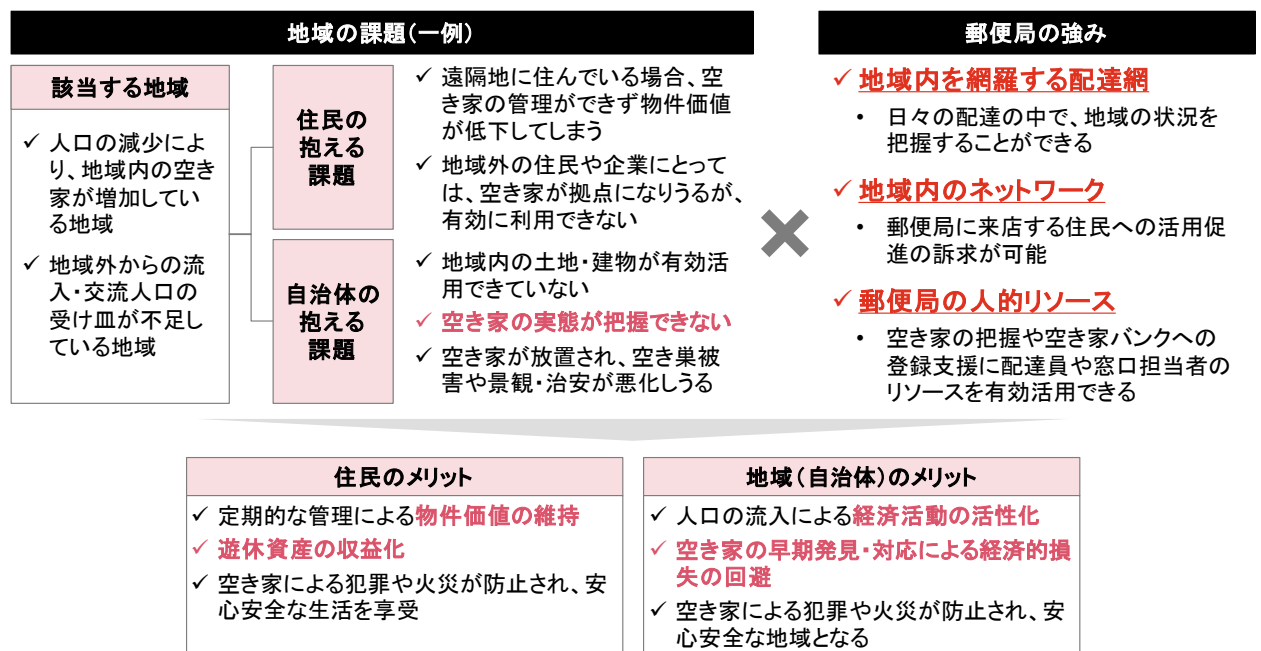 地域の課題(一例)
該当する地域
✓ 人口の減少によ
り、地域内の空き
家が増加してい
る地域
✓ 地域外からの流
入・交流人口の
受け皿が不足し
ている地域
住民の
抱える
課題
✓ 遠隔地に住んでいる場合、空
き家の管理ができず物件価値
が低下してしまう
✓ 地域外の住民や企業にとって
は、空き家が拠点になりうるが、
有効に利用できない
自治体の
抱える
課題
✓ 地域内の土地・建物が有効活
用できていない
✓ 空き家の実態が把握できない
✓ 空き家が放置され、空き巣被
害や景観・治安が悪化しうる
郵便局の強み
✓ 地域内を網羅する配達網
• 日々の配達の中で、地域の状況を
把握することができる
✓ 地域内のネットワーク
• 郵便局に来店する住民への活用促
進の訴求が可能
✓ 郵便局の人的リソース
• 空き家の把握や空き家バンクへの
登録支援に配達員や窓口担当者の
リソースを有効活用できる
住民のメリット
✓ 定期的な管理による物件価値の維持
✓ 遊休資産の収益化
✓ 空き家による犯罪や火災が防止され、安
心安全な生活を享受
地域(自治体)のメリット
✓ 人口の流入による経済活動の活性化
✓ 空き家の早期発見・対応による経済的損
失の回避
✓ 空き家による犯罪や火災が防止され、安
心安全な地域となる